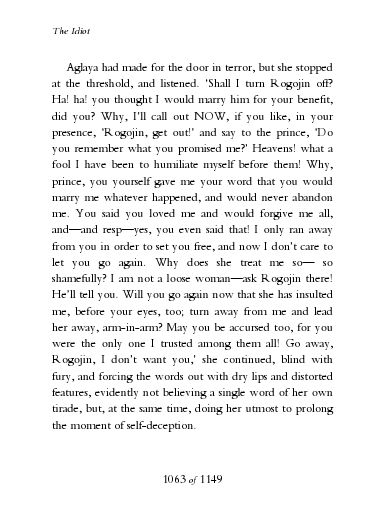 The Idiot
Aglaya had made for the door in terror, but she stopped
at the threshold, and listened. 'Shall I turn Rogojin off?
Ha! ha! you thought I would marry him for your benefit,
did you? Why, I'll call out NOW, if you like, in your
presence, 'Rogojin, get out!' and say to the prince, 'Do
you remember what you promised me?' Heavens! what a
fool I have been to humiliate myself before them! Why,
prince, you yourself gave me your word that you would
marry me whatever happened, and would never abandon
me. You said you loved me and would forgive me all,
and—and resp—yes, you even said that! I only ran away
from you in order to set you free, and now I don't care to
let you go again. Why does she treat me so— so
shamefully? I am not a loose woman—ask Rogojin there!
He'll tell you. Will you go again now that she has insulted
me, before your eyes, too; turn away from me and lead
her away, arm-in-arm? May you be accursed too, for you
were the only one I trusted among them all! Go away,
Rogojin, I don't want you,' she continued, blind with
fury, and forcing the words out with dry lips and distorted
features, evidently not believing a single word of her own
tirade, but, at the same time, doing her utmost to prolong
the moment of self-deception.
1063 of 1149